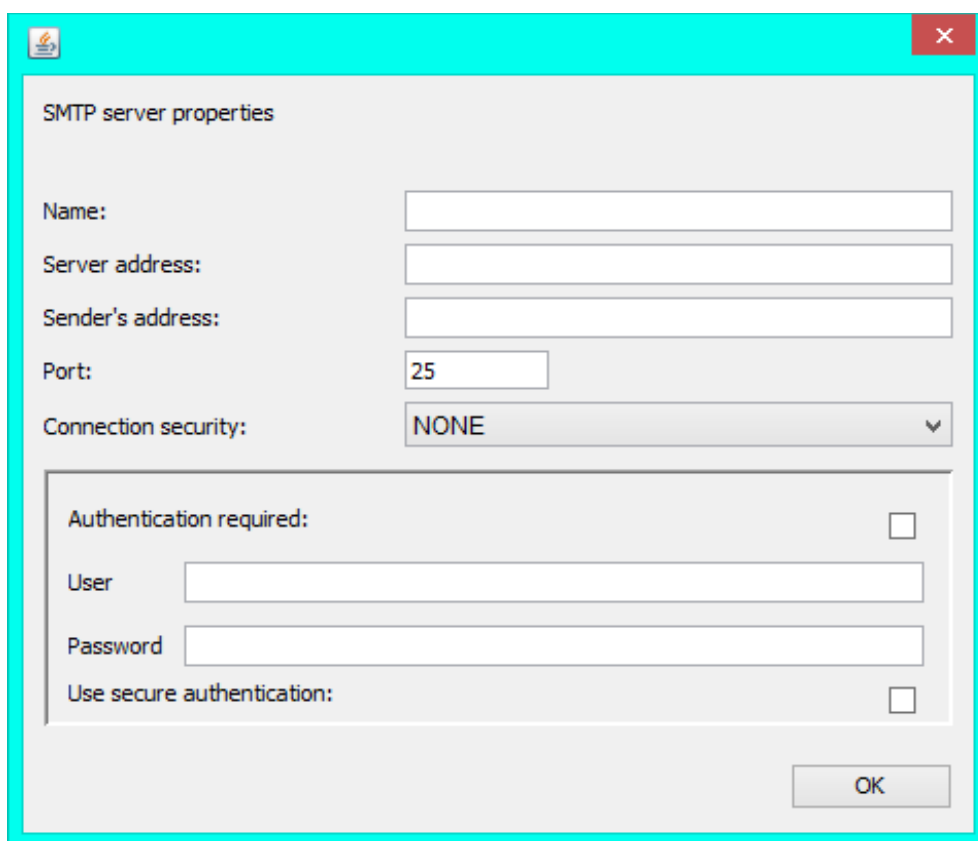 SMTP server properties
Name:
Server address:
Sender's address:
Port: 25
Connection security: NONE
Authentication required:
User
Password
Use secure authentication:
OK